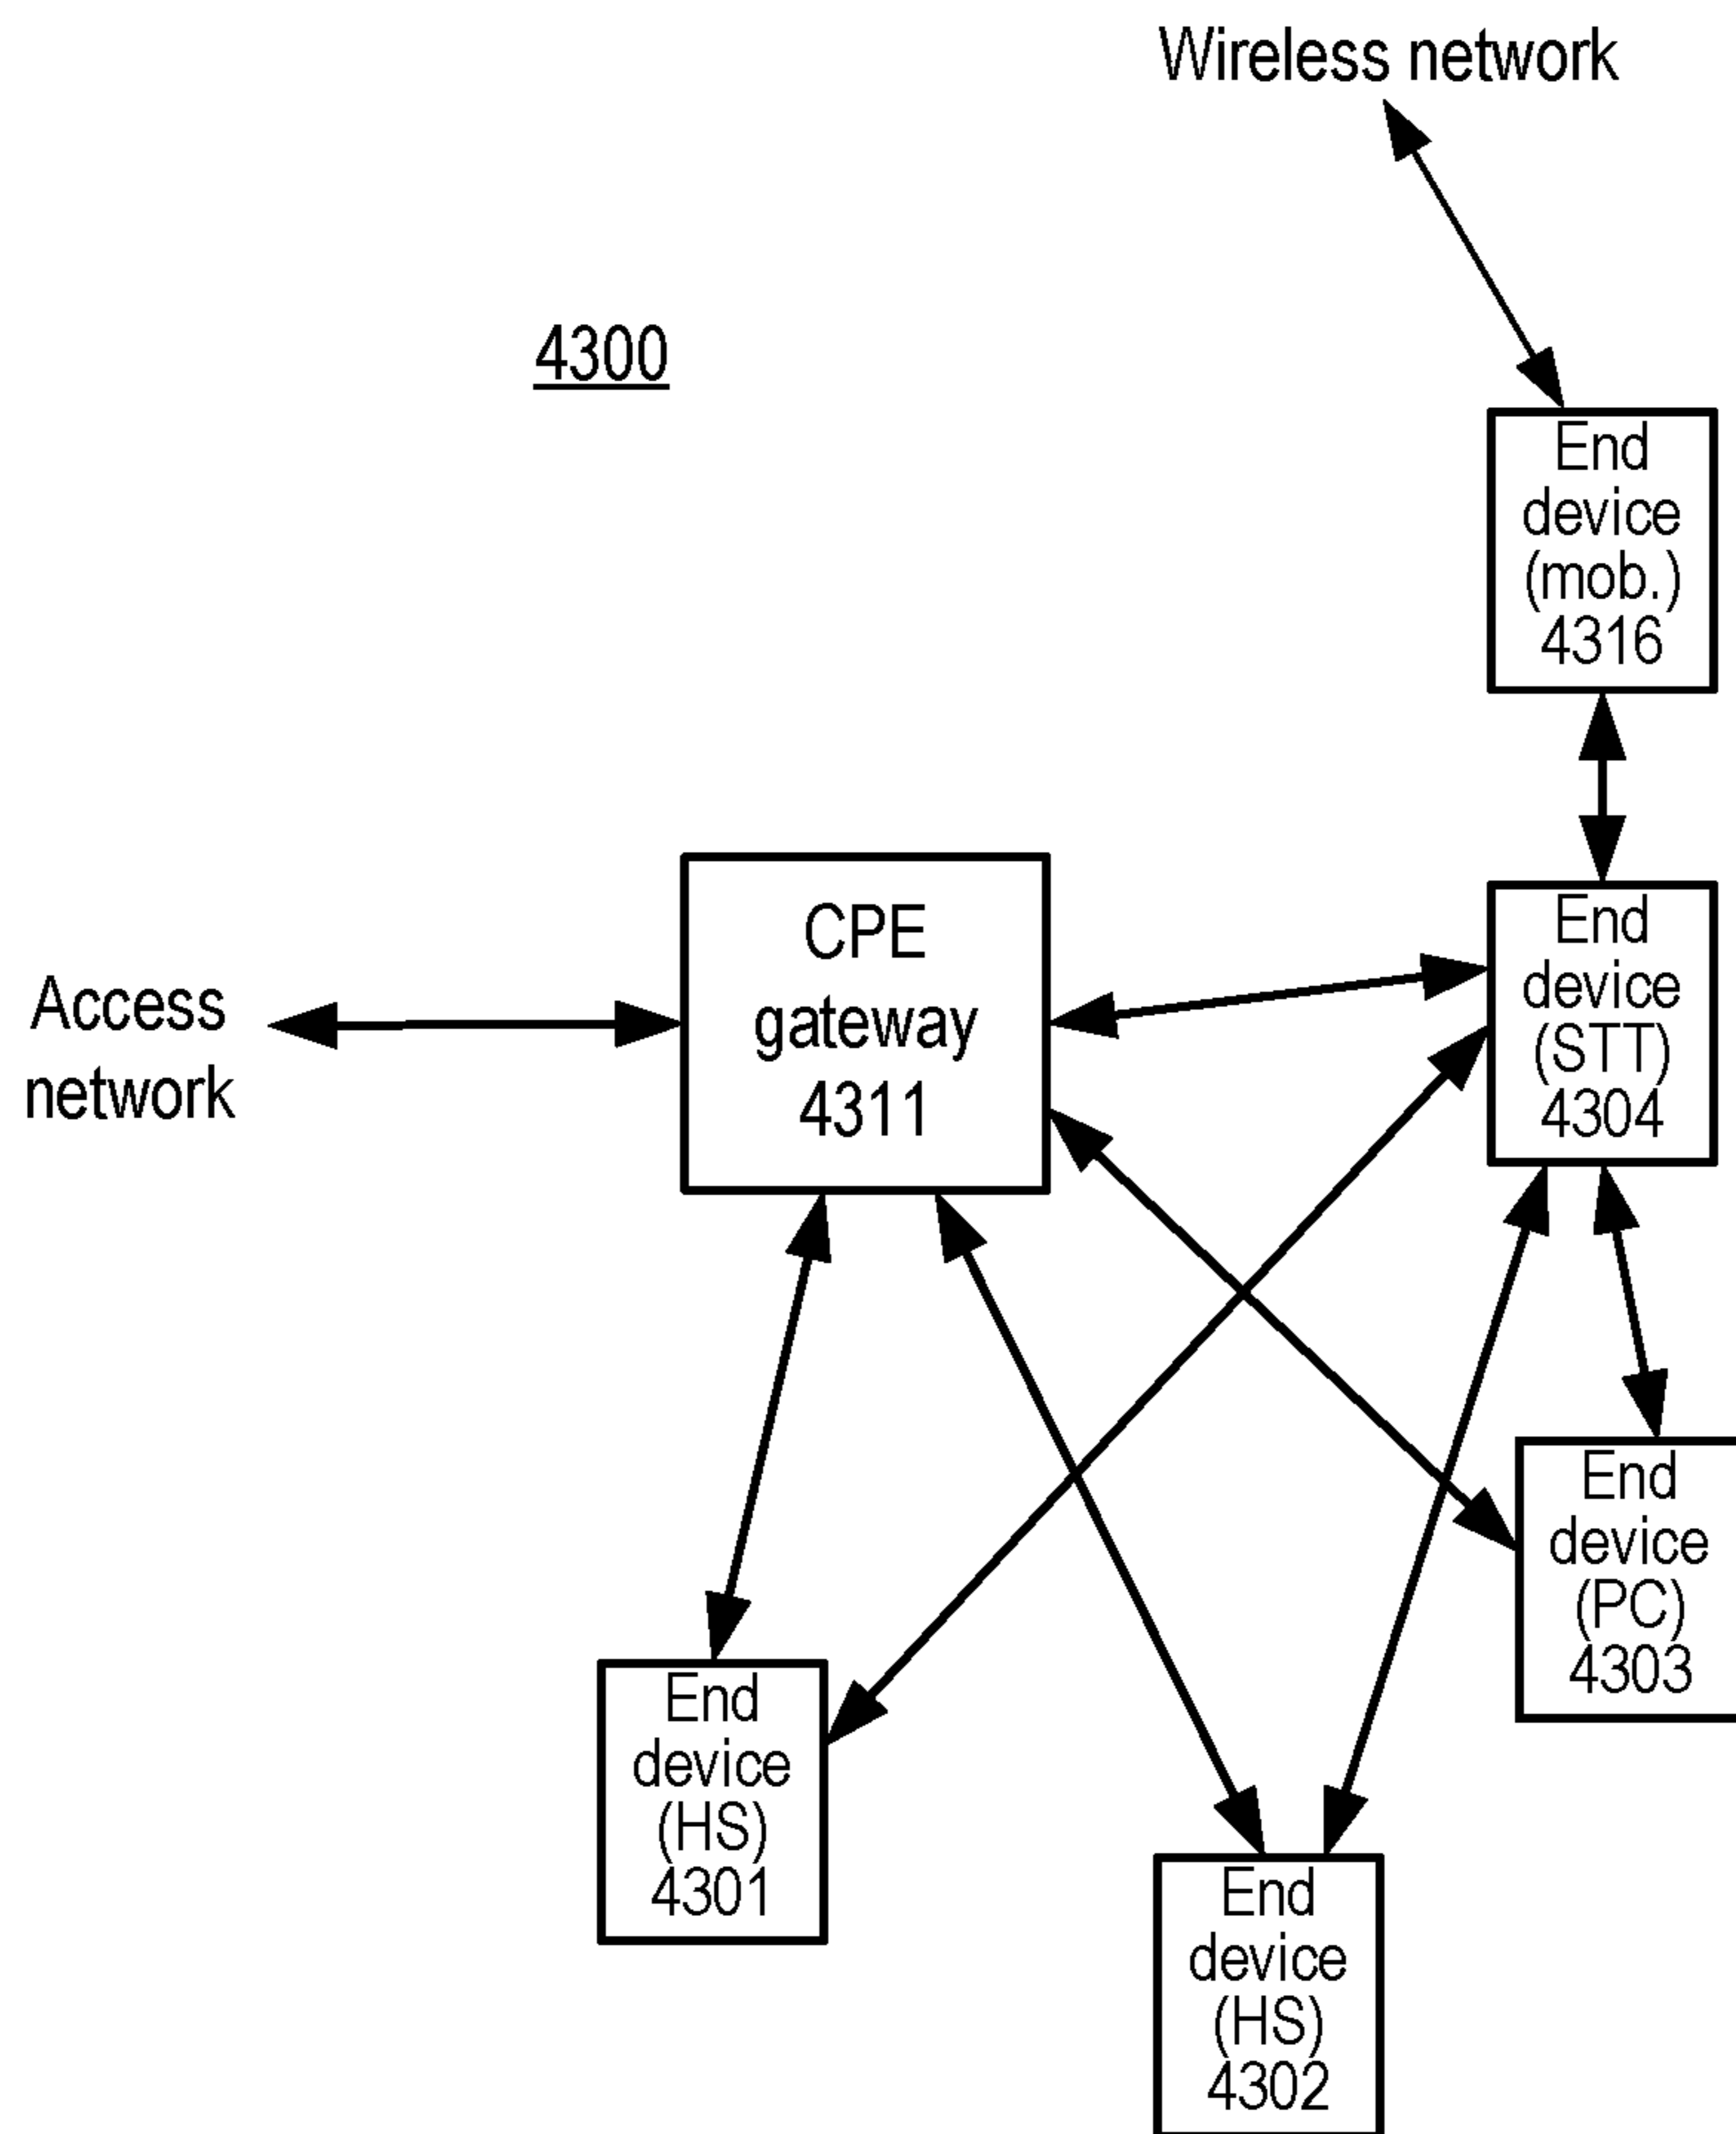 Wireless network
4300
End
device
(mob.)
4316
CPE
gateway
4311
Access
network
End
device
(STT)
4304
End
device
(PC)
4303
End
device
(HS)
4301
End
device
(HS)
4302